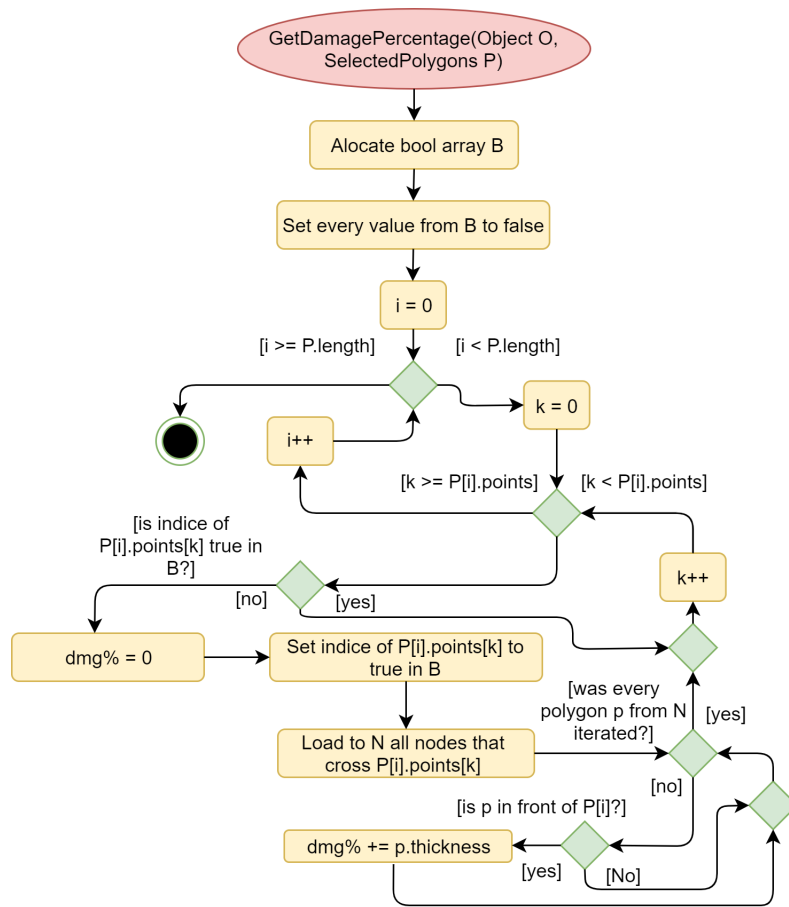 GetDamagePercentage(Object O,
SelectedPolygons P)
Alocate bool array B
Set every value from B to false
i = 0
[i >= P.length]
[i < P.length]
k = 0
i++
[k >= P[i].points]
[k < P[i].points]
[is indice of
P[i].points[k] true in
B?]
k++
[no]
[yes]
dmg% = 0
Set indice of P[i].points[k] to
true in B
[was every
polygon p from N
iterated?]
[yes]
Load to N all nodes that
cross P[i].points[k]
[no]
[is p in front of P[i]?]
dmg% += p.thickness
[yes]
[No]